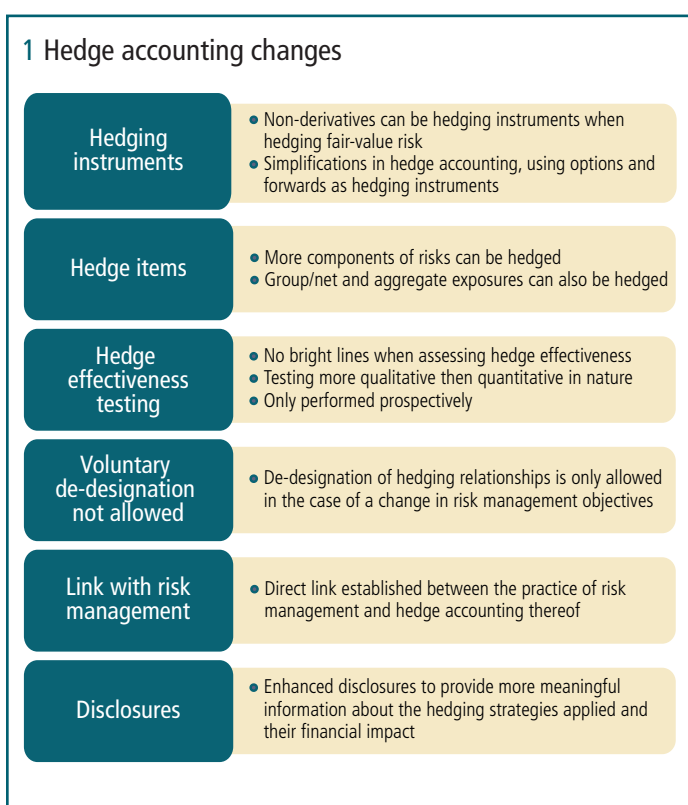 1 Hedge accounting changes
Hedging
instruments
• Non-derivatives can be hedging instruments when
hedging fair-value risk
• Simplifications in hedge accounting, using options and
forwards as hedging instruments
Hedge items
• More components of risks can be hedged
• Group/net and aggregate exposures can also be hedged
Hedge
effectiveness
testing
• No bright lines when assessing hedge effectiveness
• Testing more qualitative then quantitative in nature
• Only performed prospectively
Voluntary
de-designation
not allowed
• De-designation of hedging relationships is only allowed
in the case of a change in risk management objectives
Link with risk
management
• Direct link established between the practice of risk
management and hedge accounting thereof
Disclosures
• Enhanced disclosures to provide more meaningful
information about the hedging strategies applied and
their financial impact